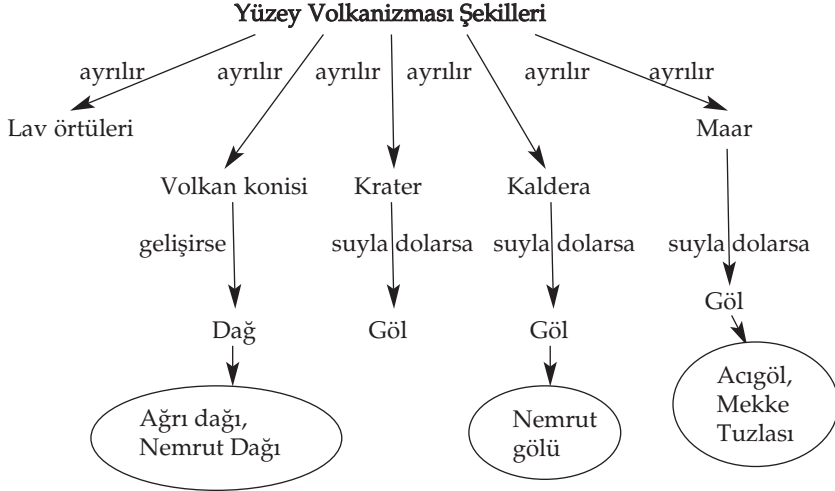 Yüzey Volkanizması Şekilleri
ayrılır ayrılır ayrılır ayrılır ayrılır ayrılır
Lav örtüleri
Maar
Volkan konisi Krater Kaldera
gelişirse suyla dolarsa suyla dolarsa suyla dolarsa
Göl
Dağ Göl Göl
Ağrı dağı,
Nemrut Dağı
Nemrut
gölü
Acıgöl,
Mekke
Tuzlası